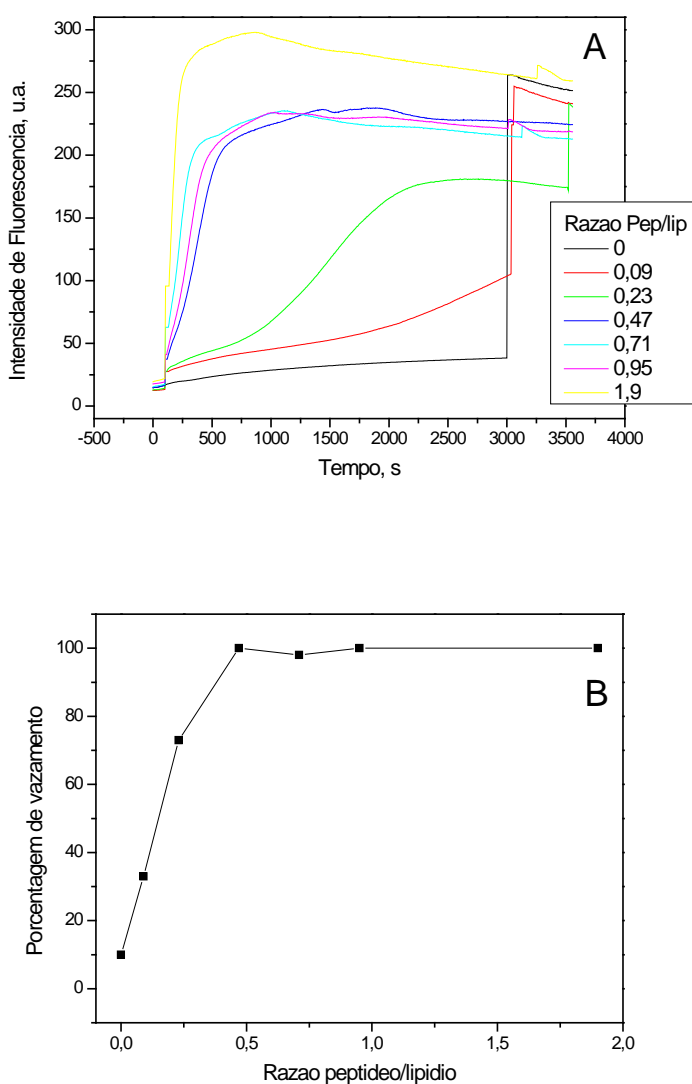 300
250
200
150
100
50
0
Intensidade de Fluorescencia, u.a.
A
Razao Pep/lip
0
0,09
0,23
0,47
0,71
0,95
1,9
-500 0 500 1000 1500 2000 2500 3000 3500 4000
Tempo, s
100
80
60
40
20
0
Porcentagem de vazamento
B
0,0 0,5 1,0 1,5 2,0
Razao peptideo/lipidio